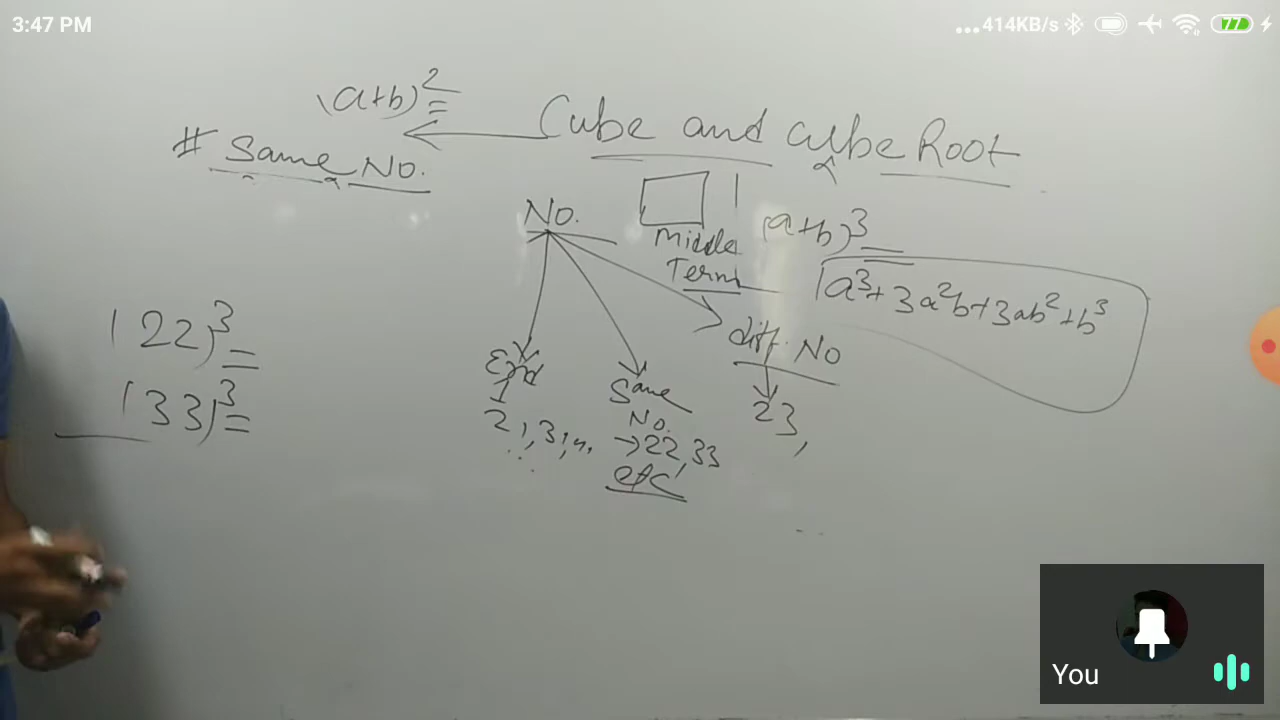 3:47 PM
...414KB/s
77
(a+b)² =
Cube and Cube Root
# Same No.
No.
Middle
Term
(a+b)³ =
a³+3a²b+3ab²+b³
diff. No
23,
(22)³ =
(33)³ =
End
1
2,3,
Same
No.
→22,33
etc
You